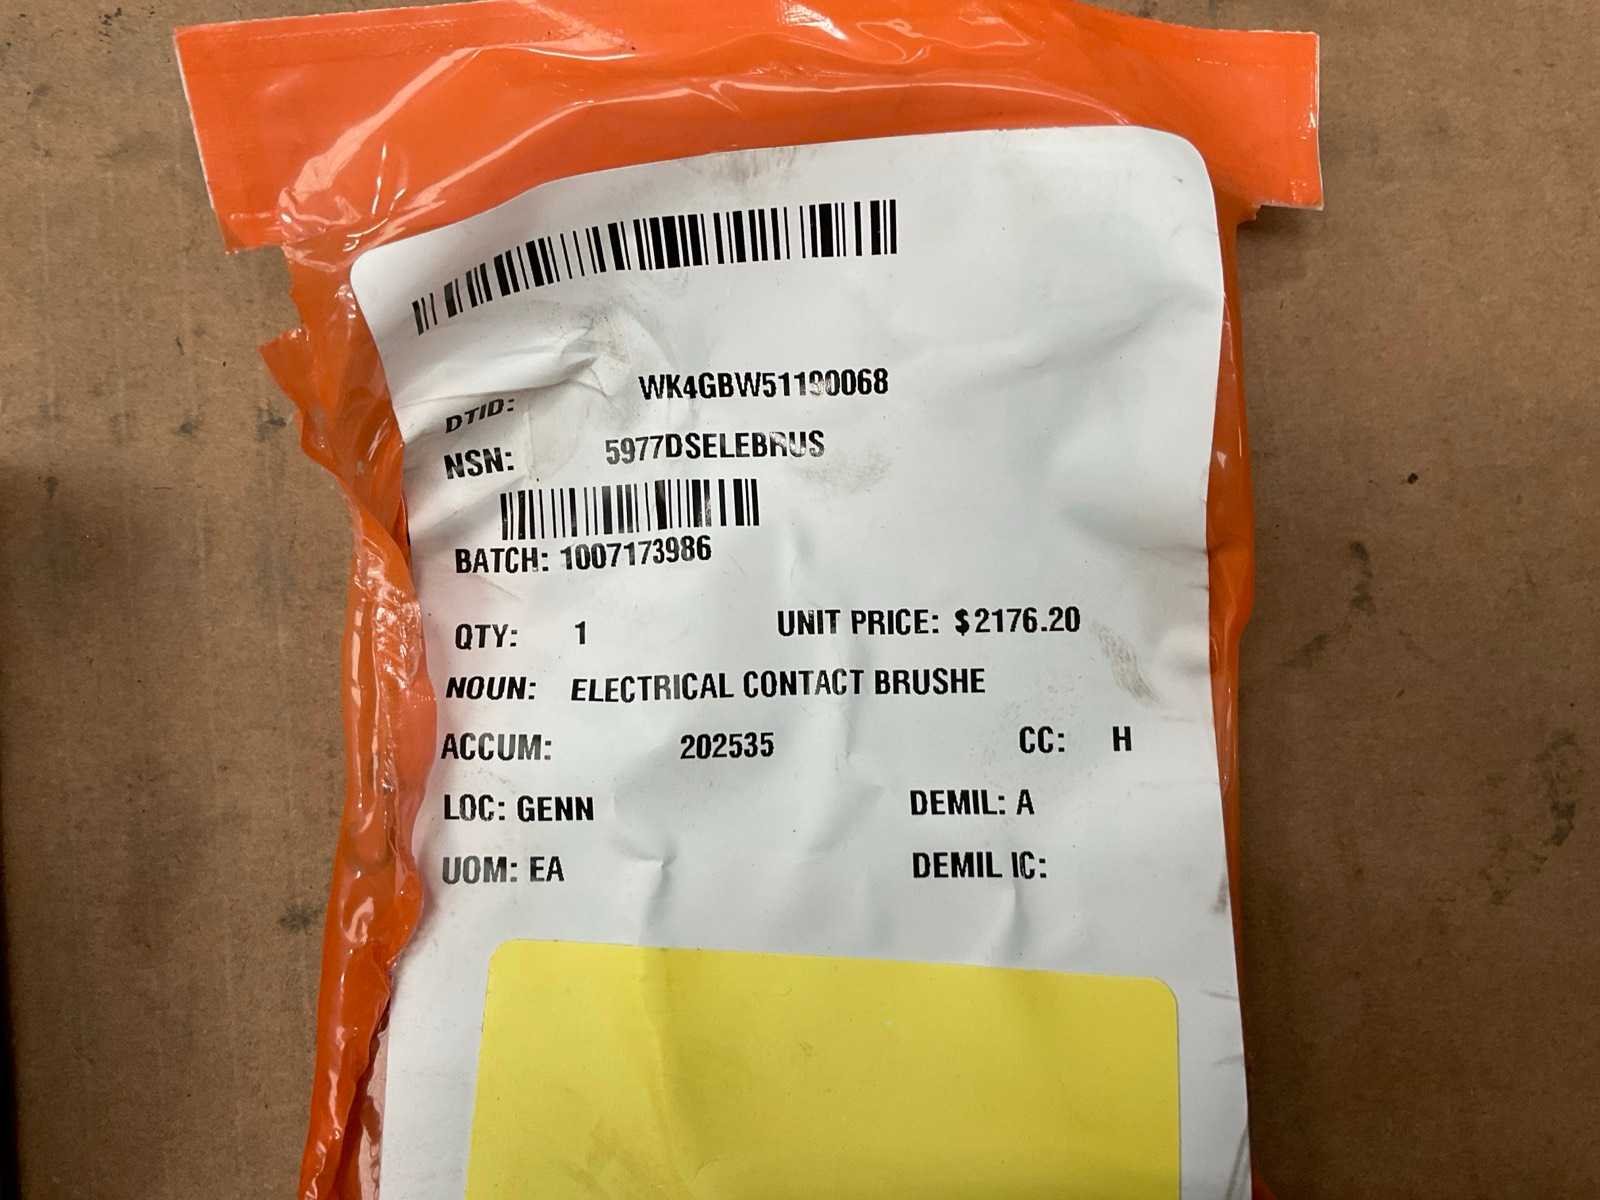 DTID: WK4GBW51190068
NSN: 5977DSELEBRUS
BATCH: 1007173986
QTY: 1 UNIT PRICE: $2176.20
NOUN: ELECTRICAL CONTACT BRUSHE
ACCUM: 202535 CC: H
LOC: GENN DEMIL: A
UOM: EA DEMIL IC: